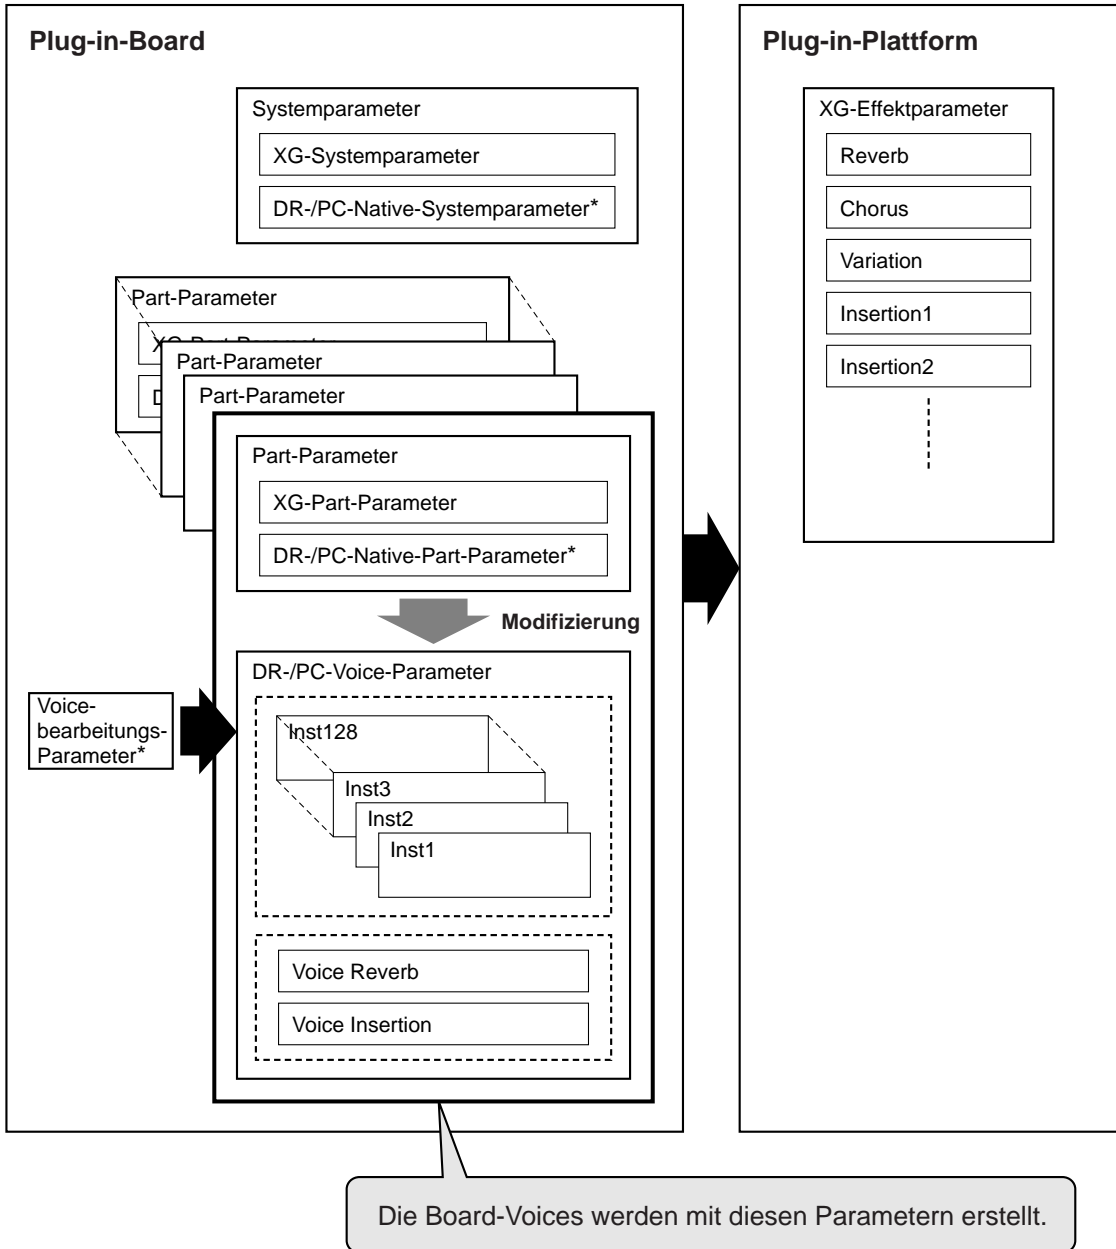 Plug-in-Board
Systemparameter
XG-Systemparameter
DR-/PC-Native-Systemparameter*
Part-Parameter
XG-Part-Parameter
D
Part-Parameter
Part-Parameter
Part-Parameter
XG-Part-Parameter
DR-/PC-Native-Part-Parameter*
Modifizierung
DR-/PC-Voice-Parameter
Voice-
bearbeitungs-
Parameter*
Inst128
Inst3
Inst2
Inst1
Voice Reverb
Voice Insertion
Plug-in-Plattform
XG-Effektparameter
Reverb
Chorus
Variation
Insertion1
Insertion2
Die Board-Voices werden mit diesen Parametern erstellt.